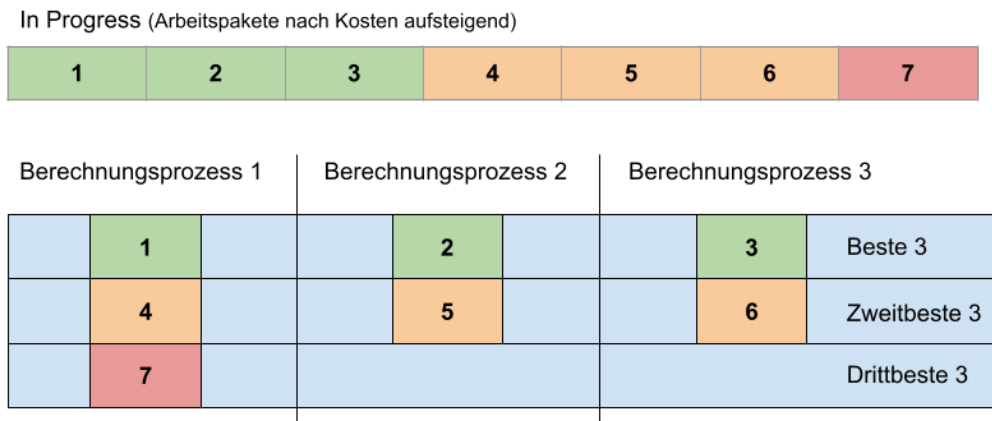 In Progress (Arbeitspakete nach Kosten aufsteigend)
1 2 3 4 5 6 7
Berechnungsprozess 1 Berechnungsprozess 2 Berechnungsprozess 3
1 2 3 Beste 3
4 5 6 Zweitbeste 3
7 Drittbeste 3